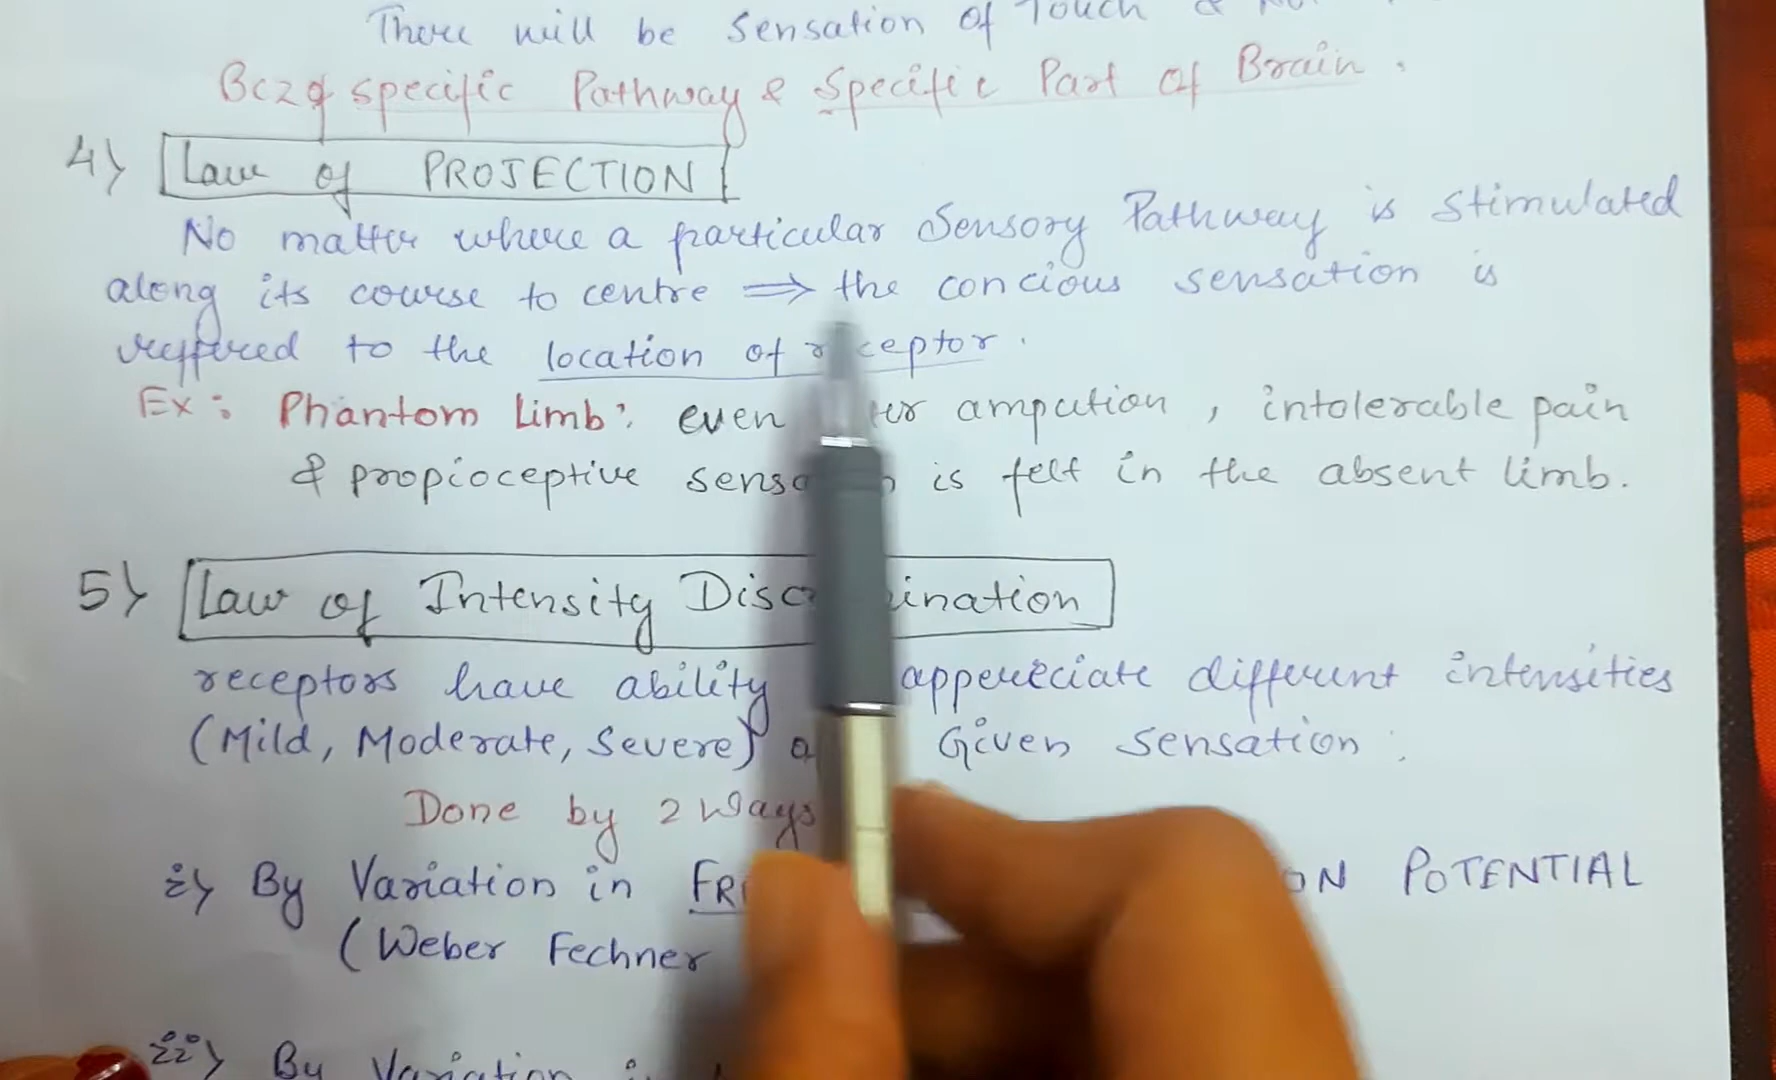 There will be sensation of Touch &
Bcz of specific Pathway & Specific Part of Brain.
4) Law of PROJECTION
No matter where a particular Sensory Pathway is stimulated
along its course to centre ⇒ the concious sensation is
reffered to the location of receptor.
Ex: Phantom Limb: even ampution, intolerable pain
& propioceptive is felt in the absent limb.
5) Law of Intensity
receptors have ability appereciate different intensities
(Mild, Moderate, Severe) Given sensation:
Done by 2 Ways
i) By Variation in POTENTIAL
(Weber Fechner
ii) By Variation